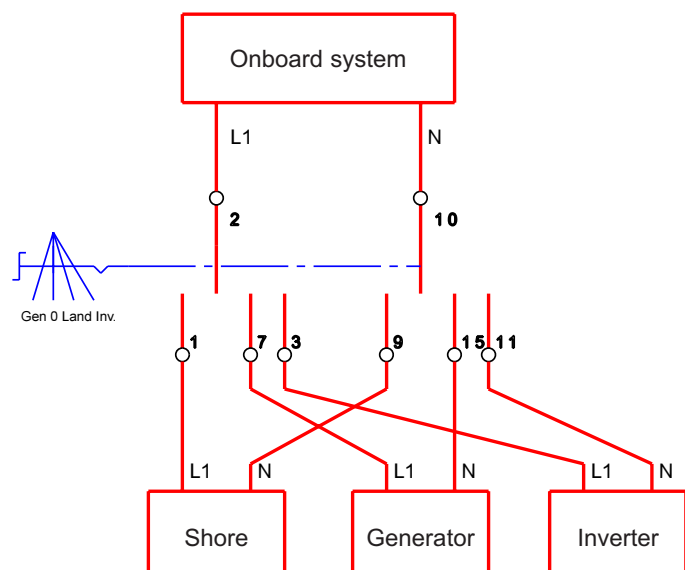 Onboard system
L1 N
2 10
Gen 0 Land Inv.
1 7 3 9 15 11
L1 N L1 N L1 N
Shore Generator Inverter